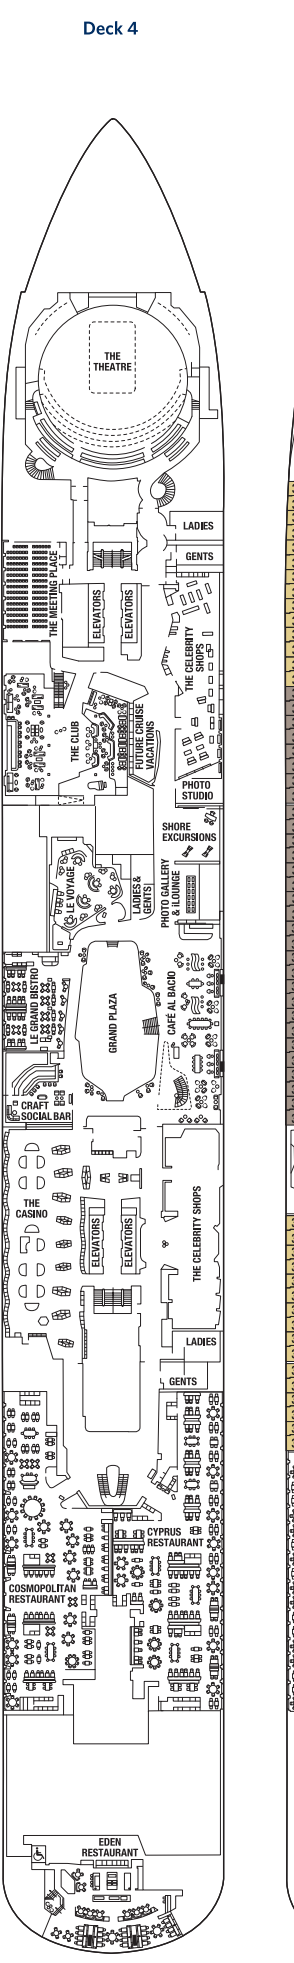 Deck 4
THE
THEATRE
LADIES
GENTS
THE MEETING PLACE
ELEVATORS
ELEVATORS
THE CELEBRITY
SHOPS
THE CLUB
FUTURE CRUISE
VACATIONS
PHOTO
STUDIO
SHORE
EXCURSIONS
LE VOYAGE
LADIES &
GENTS
PHOTO GALLERY
& iLOUNGE
LE GRAND BISTRO
GRAND PLAZA
CAFÉ AL BACIO
CRAFT
SOCIAL BAR
THE
CASINO
ELEVATORS
ELEVATORS
THE CELEBRITY SHOPS
LADIES
GENTS
CYPRUS
RESTAURANT
COSMOPOLITAN
RESTAURANT
EDEN
RESTAURANT